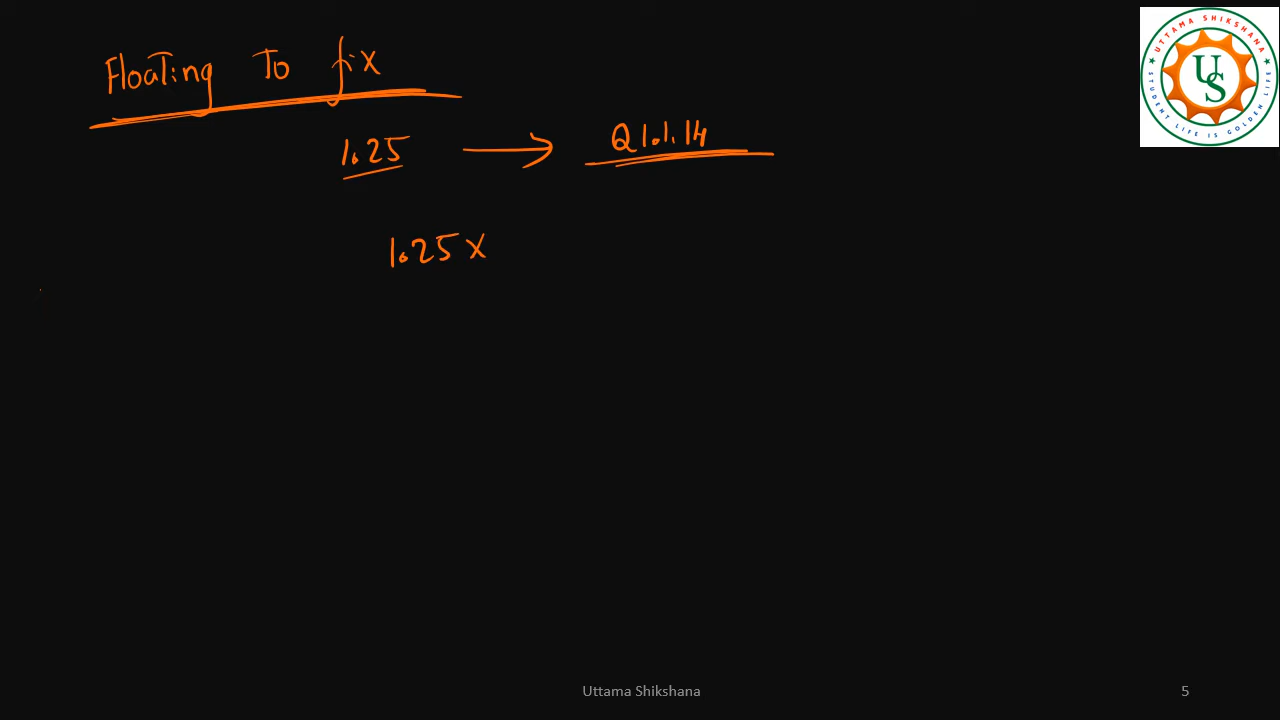 Floating To fix
1.25 → Q1.1.14
1.25 x
UTTAMA SHIKSHANA
STUDENT LIFE IS GOLDEN LIFE
US
Uttama Shikshana
5